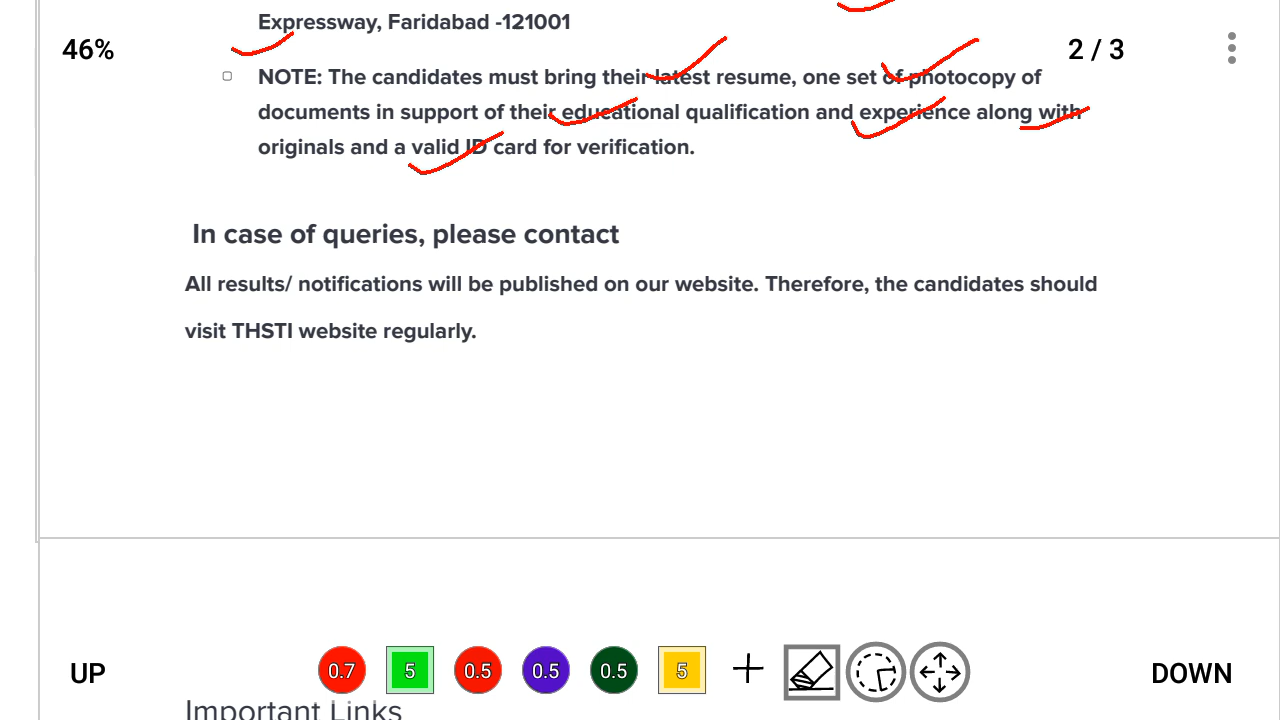 Expressway, Faridabad -121001
46%
2 / 3
NOTE: The candidates must bring their latest resume, one set of photocopy of
documents in support of their educational qualification and experience along with
originals and a valid ID card for verification.
In case of queries, please contact
All results/ notifications will be published on our website. Therefore, the candidates should
visit THSTI website regularly.
UP
0.7
5
0.5
0.5
0.5
5
DOWN
Important Links